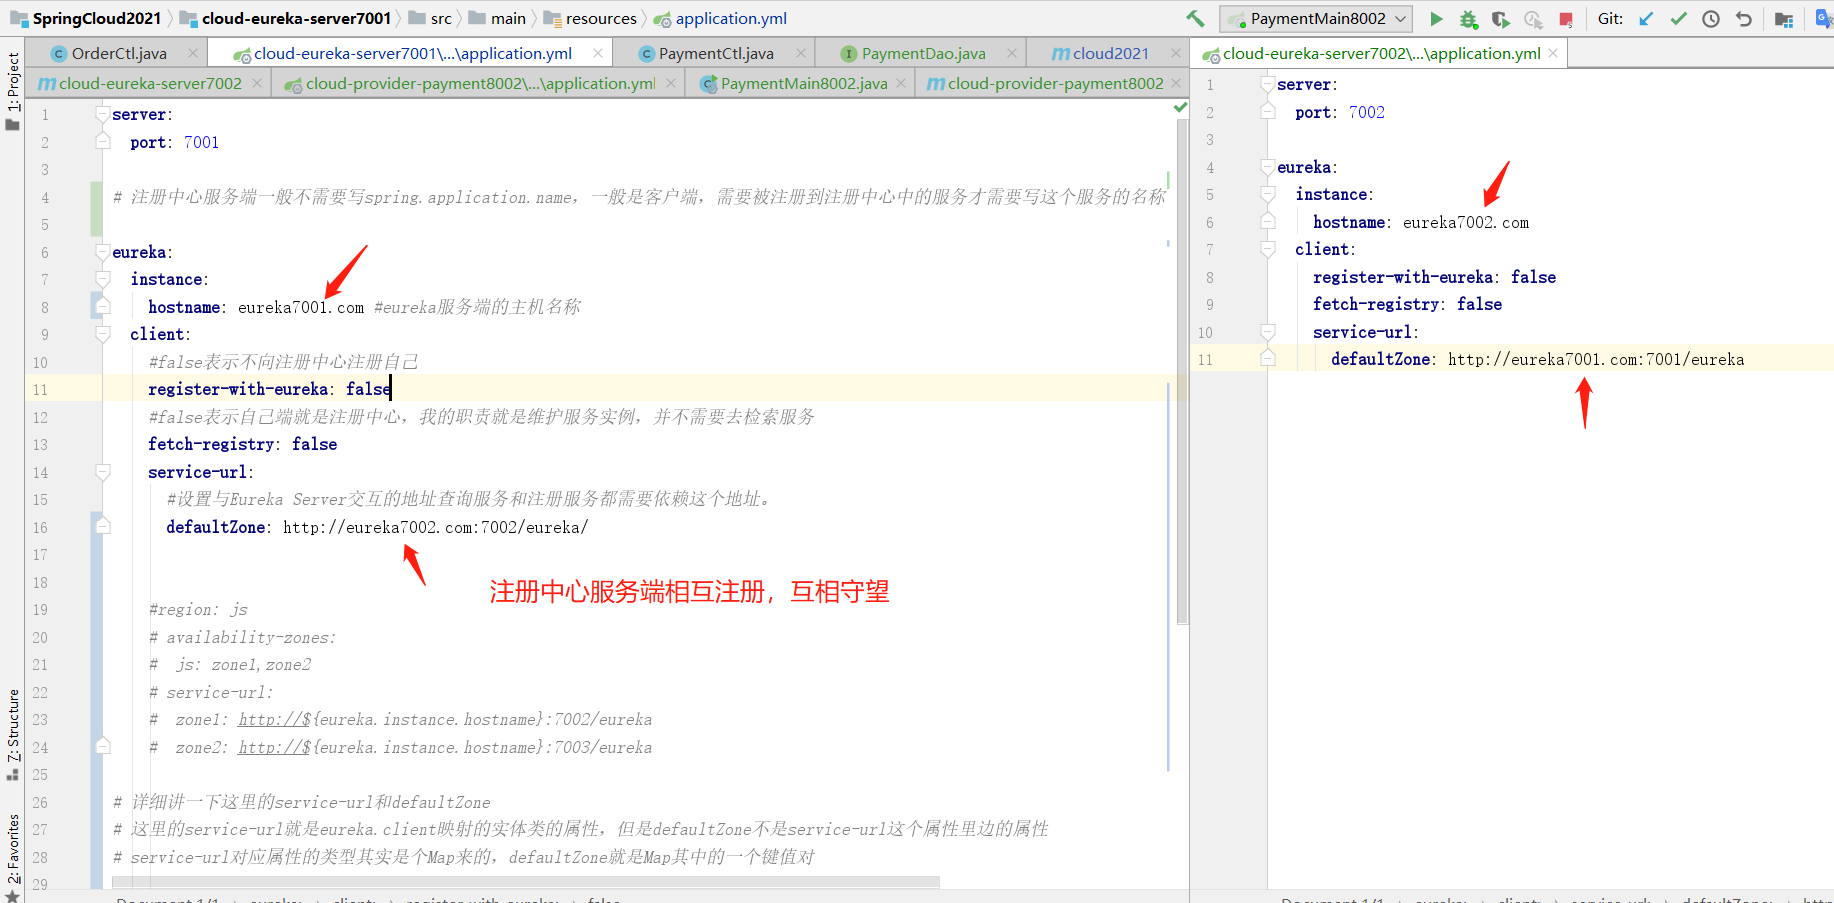 SpringCloud2021 cloud-eureka-server7001 src main resources application.yml PaymentMain8002 Git:
OrderCtl.java cloud-eureka-server7001\...\application.yml PaymentCtl.java PaymentDao.java cloud2021
cloud-eureka-server7002 cloud-provider-payment8002\...\application.yml PaymentMain8002.java cloud-provider-payment8002
1: Project
7: Structure
2: Favorites
1 server:
2 port: 7001
3
4 # 注册中心服务端一般不需要写spring.application.name，一般是客户端，需要被注册到注册中心中的服务才需要写这个服务的名称
5
6 eureka:
7 instance:
8 hostname: eureka7001.com #eureka服务端的主机名称
9 client:
10 #false表示不向注册中心注册自己
11 register-with-eureka: false
12 #false表示自己端就是注册中心，我的职责就是维护服务实例，并不需要去检索服务
13 fetch-registry: false
14 service-url:
15 #设置与Eureka Server交互的地址查询服务和注册服务都需要依赖这个地址。
16 defaultZone: http://eureka7002.com:7002/eureka/
17
注册中心服务端相互注册，互相守望
18
19 #region: js
20 # availability-zones:
21 # js: zone1,zone2
22 # service-url:
23 # zone1: http://${eureka.instance.hostname}:7002/eureka
24 # zone2: http://${eureka.instance.hostname}:7003/eureka
25
26 # 详细讲一下这里的service-url和defaultZone
27 # 这里的service-url就是eureka.client映射的实体类的属性，但是defaultZone不是service-url这个属性里边的属性
28 # service-url对应属性的类型其实是个Map来的，defaultZone就是Map其中的一个键值对
29
Document 1/1 eureka: client: register-with-eureka: false
cloud-eureka-server7002\...\application.yml
1 server:
2 port: 7002
3
4 eureka:
5 instance:
6 hostname: eureka7002.com
7 client:
8 register-with-eureka: false
9 fetch-registry: false
10 service-url:
11 defaultZone: http://eureka7001.com:7001/eureka
Document 1/1 eureka: client: service-url: defaultZone: